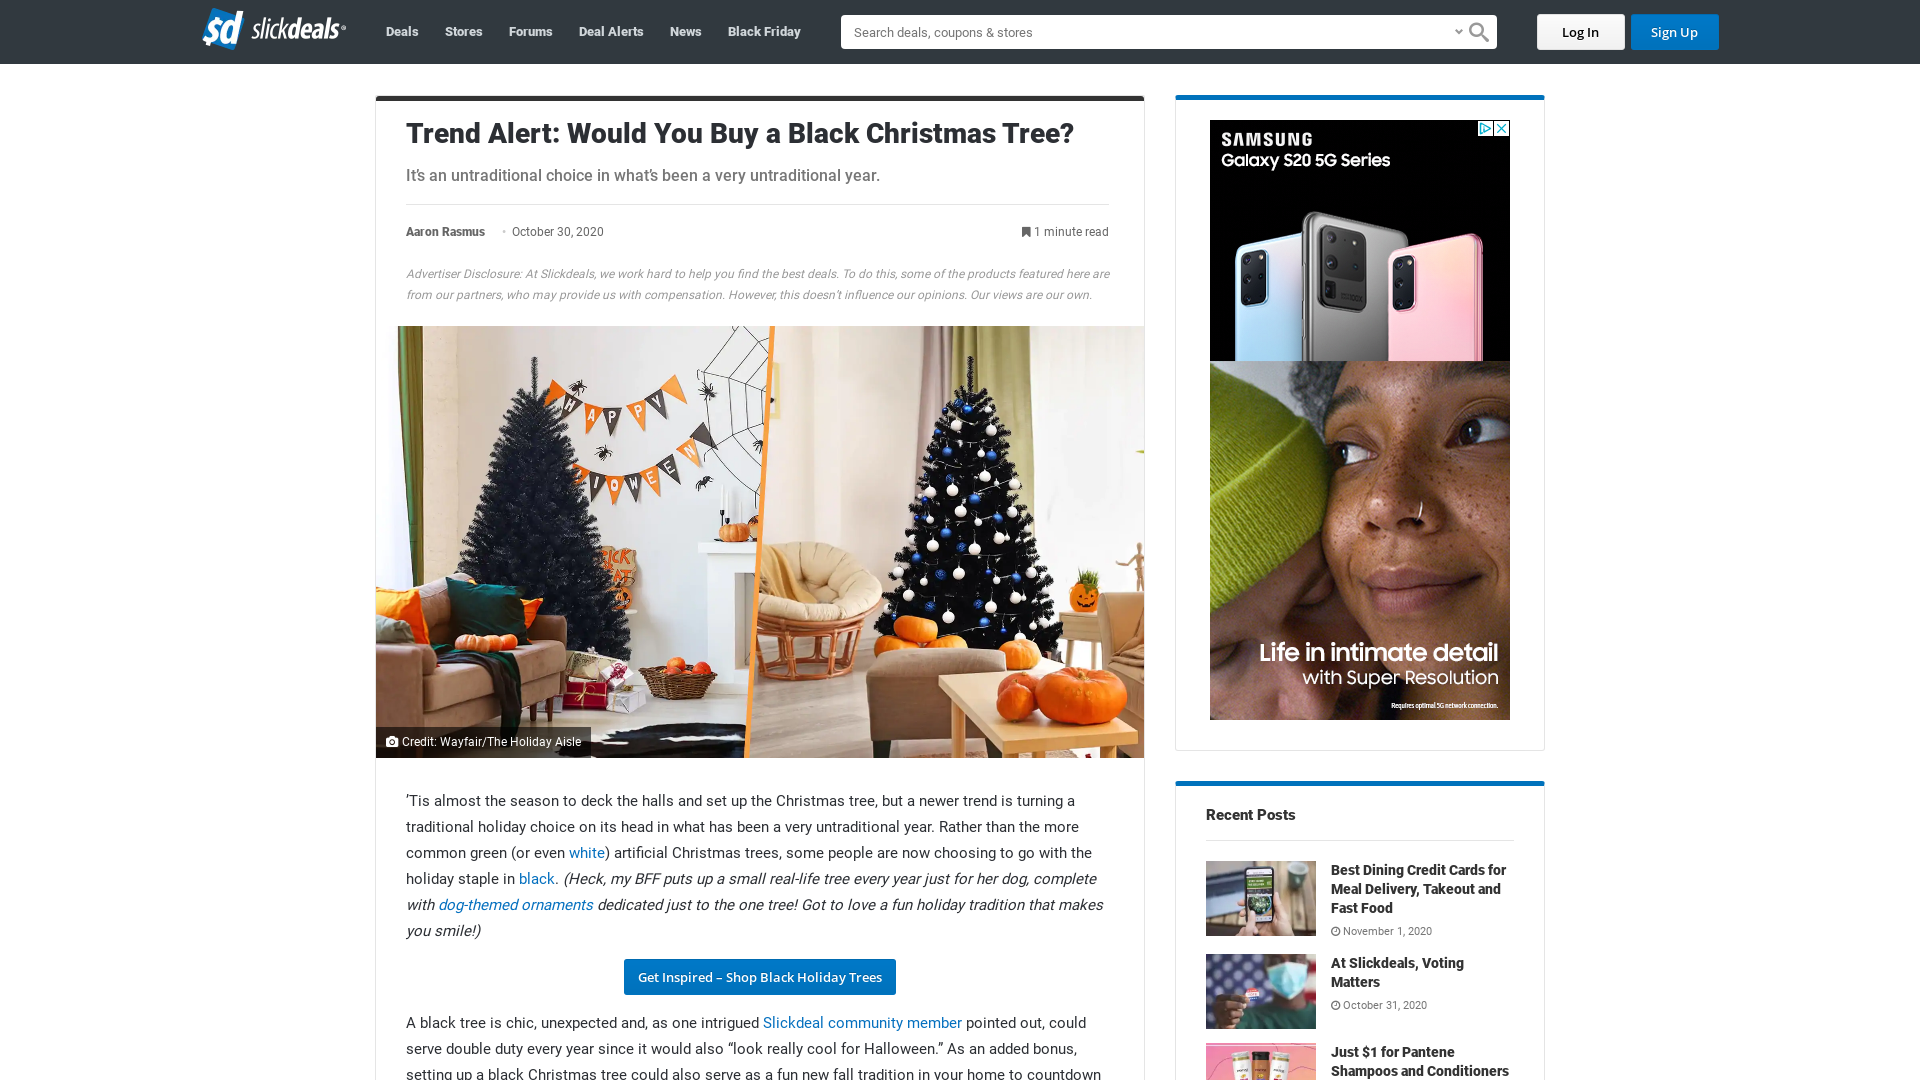 $d slickdeals
Deals
Stores
Forums
Deal Alerts
News
Black Friday
Search deals, coupons & stores
Log In
Sign Up
Trend Alert: Would You Buy a Black Christmas Tree?
It's an untraditional choice in what's been a very untraditional year.
Aaron Rasmus • October 30, 2020
1 minute read
Advertiser Disclosure: At Slickdeals, we work hard to help you find the best deals. To do this, some of the products featured here are
from our partners, who may provide us with compensation. However, this doesn't influence our opinions. Our views are our own.
HAPPY
Credit: Wayfair/The Holiday Aisle
'Tis almost the season to deck the halls and set up the Christmas tree, but a newer trend is turning a
traditional holiday choice on its head in what has been a very untraditional year. Rather than the more
common green (or even white) artificial Christmas trees, some people are now choosing to go with the
holiday staple in black. (Heck, my BFF puts up a small real-life tree every year just for her dog, complete
with dog-themed ornaments dedicated just to the one tree! Got to love a fun holiday tradition that makes
you smile!)
Get Inspired – Shop Black Holiday Trees
A black tree is chic, unexpected and, as one intrigued Slickdeal community member pointed out, could
serve double duty every year since it would also “look really cool for Halloween.” As an added bonus,
setting up a black Christmas tree could also serve as a fun new fall tradition in your home to countdown
SAMSUNG
Galaxy S20 5G Series
Life in intimate detail
with Super Resolution
Requires optimal 5G network connection.
Recent Posts
Best Dining Credit Cards for
Meal Delivery, Takeout and
Fast Food
November 1, 2020
At Slickdeals, Voting
Matters
October 31, 2020
Just $1 for Pantene
Shampoos and Conditioners